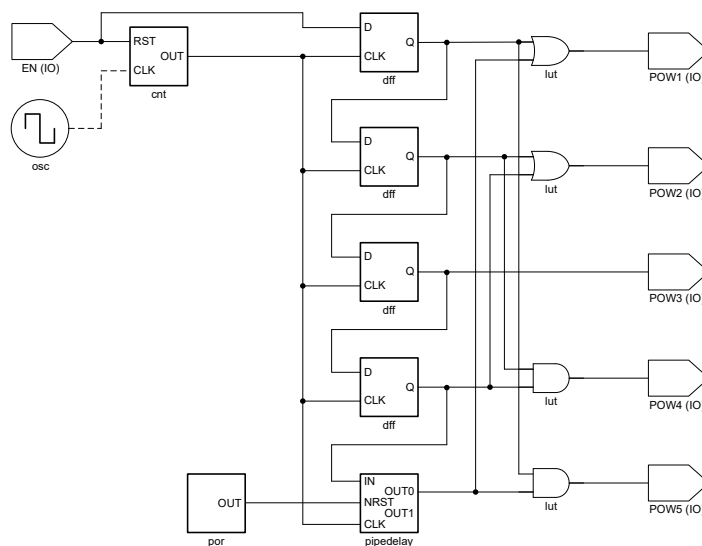 EN (IO)
RST
CLK
OUT
cnt
osc
D
CLK
Q
dff
lut
POW1 (IO)
D
CLK
Q
dff
lut
POW2 (IO)
D
CLK
Q
dff
POW3 (IO)
D
CLK
Q
dff
lut
POW4 (IO)
OUT
por
IN
NRST
CLK
OUT0
OUT1
pipedelay
lut
POW5 (IO)